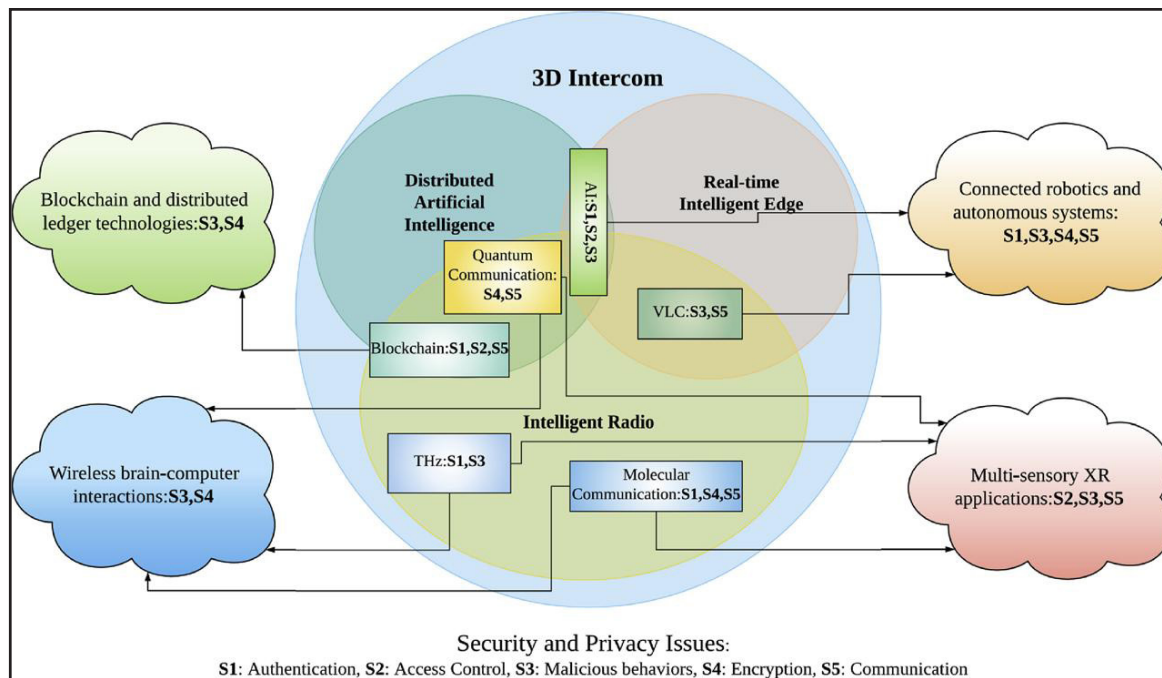 3D Intercom
Blockchain and distributed
ledger technologies:S3,S4
Distributed
Artificial
Intelligence
AI:S1,S2,S3
Real-time
Intelligent Edge
Connected robotics and
autonomous systems:
S1,S3,S4,S5
Quantum
Communication:
S4,S5
VLC:S3,S5
Blockchain:S1,S2,S5
Intelligent Radio
Wireless brain-computer
interactions:S3,S4
THz:S1,S3
Molecular
Communication:S1,S4,S5
Multi-sensory XR
applications:S2,S3,S5
Security and Privacy Issues:
S1: Authentication, S2: Access Control, S3: Malicious behaviors, S4: Encryption, S5: Communication